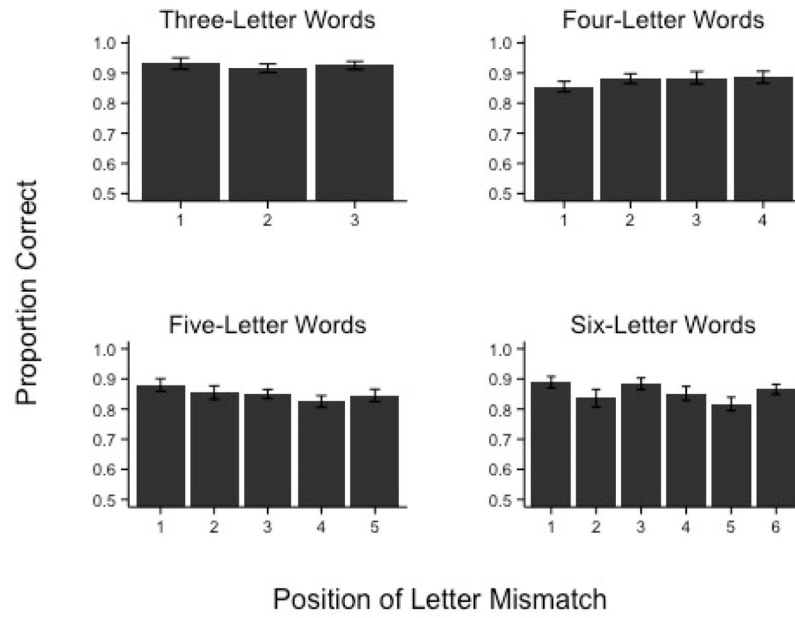 Three-Letter Words
1.0
0.9
0.8
0.7
0.6
0.5
1 2 3
Four-Letter Words
1.0
0.9
0.8
0.7
0.6
0.5
1 2 3 4
Proportion Correct
Five-Letter Words
1.0
0.9
0.8
0.7
0.6
0.5
1 2 3 4 5
Six-Letter Words
1.0
0.9
0.8
0.7
0.6
0.5
1 2 3 4 5 6
Position of Letter Mismatch